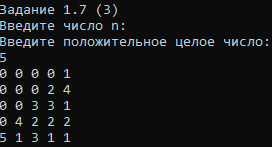 Задание 1.7 (3)
Введите число n:
Введите положительное целое число:
5
0 0 0 0 1
0 0 0 2 4
0 0 3 3 1
0 4 2 2 2
5 1 3 1 1